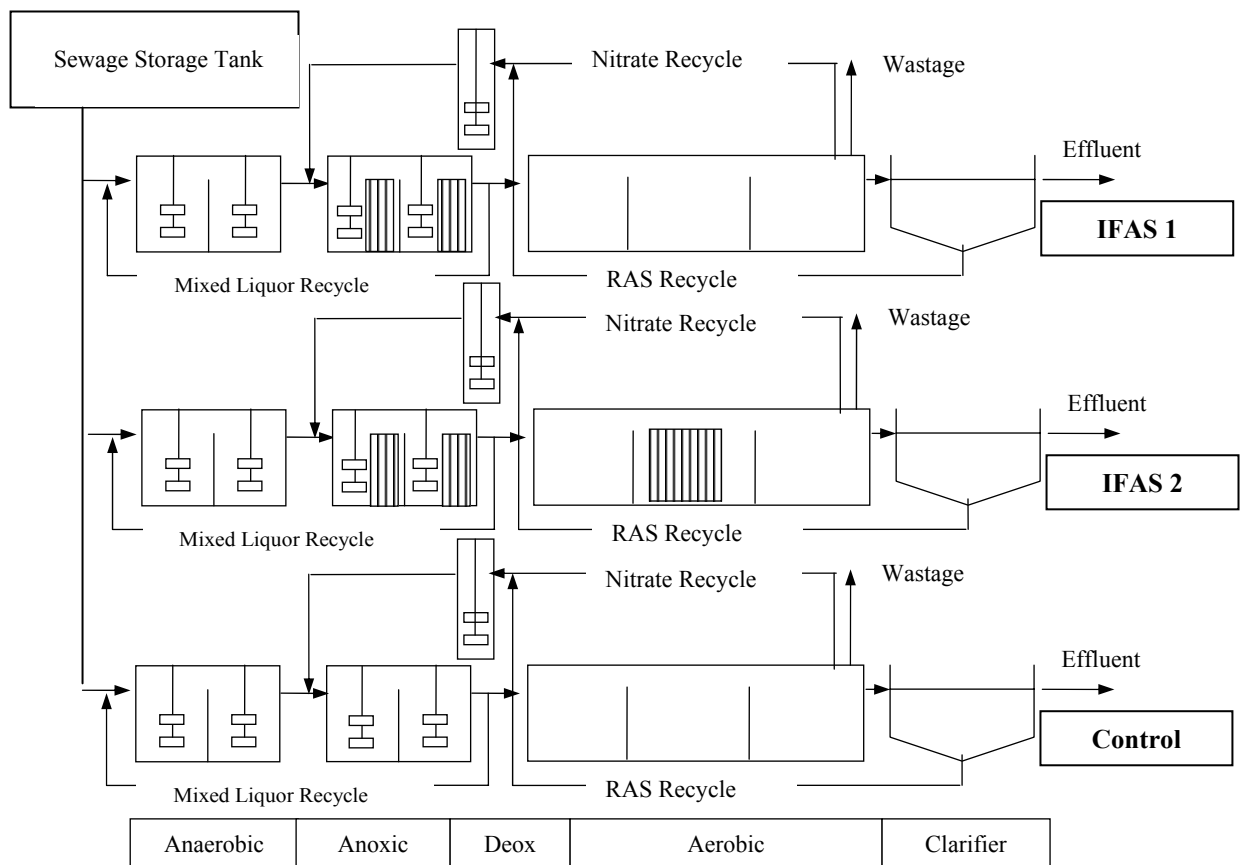 Sewage Storage Tank
Nitrate Recycle
Wastage
Effluent
IFAS 1
Mixed Liquor Recycle
RAS Recycle
Nitrate Recycle
Wastage
Effluent
IFAS 2
Mixed Liquor Recycle
RAS Recycle
Nitrate Recycle
Wastage
Effluent
Control
Mixed Liquor Recycle
RAS Recycle
Anaerobic
Anoxic
Deox
Aerobic
Clarifier